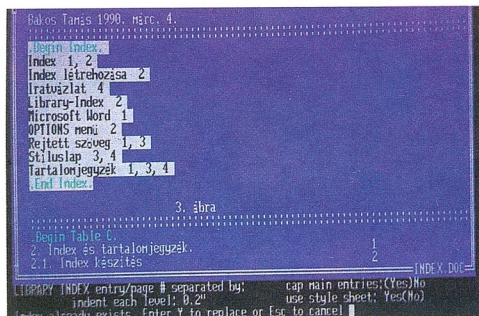 Bakos Tamás 1990. márc. 4.
.Begin Index.
Index 1, 2
Index létrehozása 2
Iratvázlat 4
Library-Index 2
Microsoft Word 1
OPTIONS menü 2
Rejtett szöveg 1, 3
Stíluslap 3, 4
Tartalomjegyzék 1, 3, 4
.End Index.
3. ábra
.Begin Table C.
2. Index és tartalomjegyzék. 1
2.1. Index készítés 2
INDEX.DOC
LIBRARY INDEX entry/page # separated by: cap main entries:(Yes)No
indent each level: 0.2" use style sheet: Yes(No)
Index already exists. Enter Y to replace or Esc to cancel